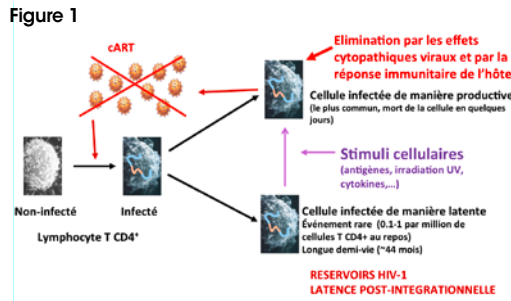 Figure 1
cART
Elimination par les effets
cytopathiques viraux et par la
réponse immunitaire de l'hôte
Cellule infectée de manière productive
(le plus commun, mort de la cellule en quelques
jours)
Stimuli cellulaires
(antigènes, irradiation UV,
cytokines,...)
Non-infecté
Infecté
Lymphocyte T CD4⁺
Cellule infectée de manière latente
Événement rare (0.1-1 par million de
cellules T CD4+ au repos)
Longue demi-vie (~44 mois)
RESERVOIRS HIV-1
LATENCE POST-INTEGRATIONNELLE